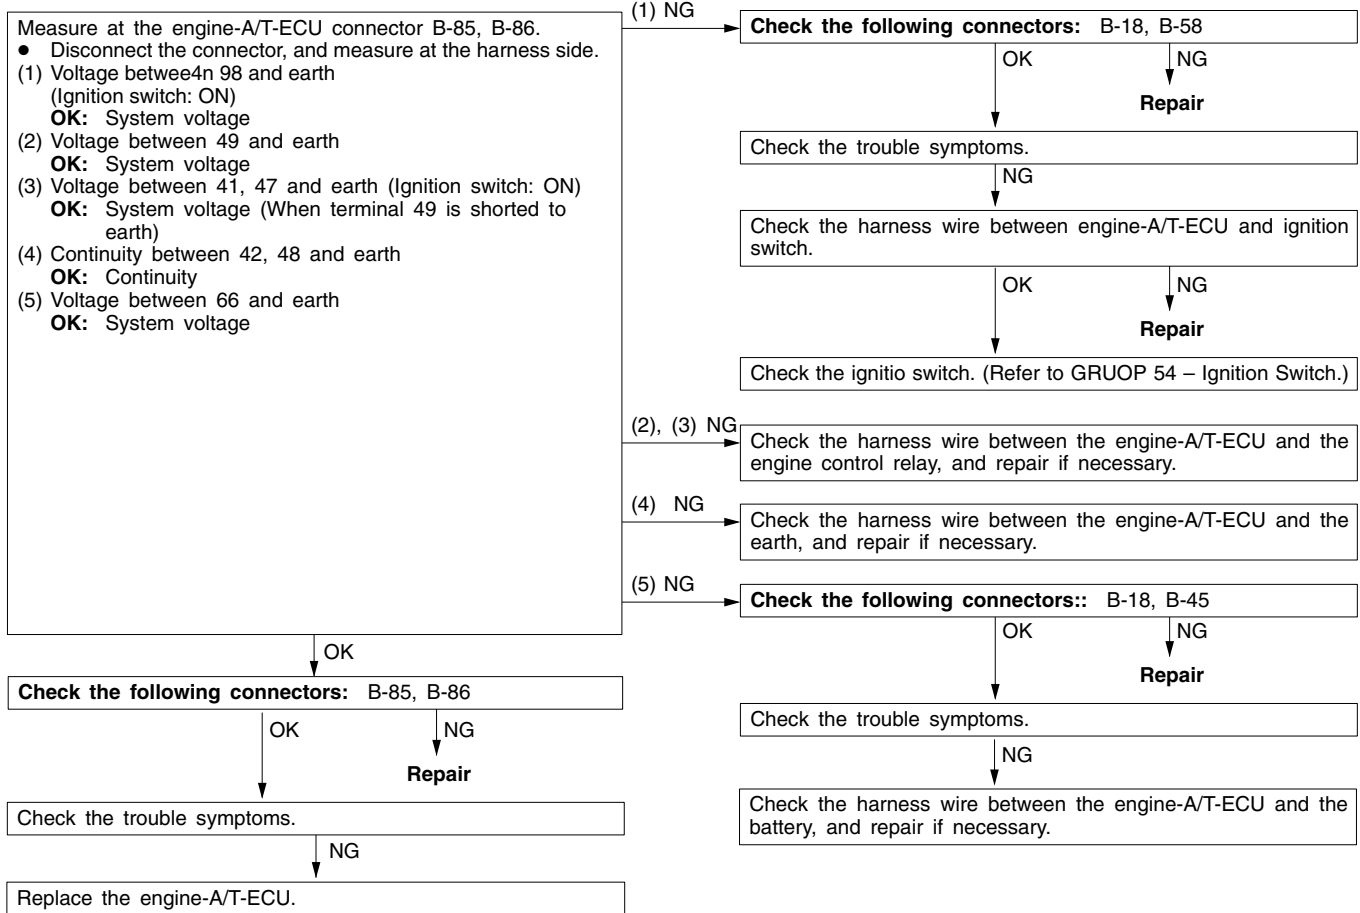 Measure at the engine-A/T-ECU connector B-85, B-86.
● Disconnect the connector, and measure at the harness side.
(1) Voltage betwee4n 98 and earth
(Ignition switch: ON)
OK: System voltage
(2) Voltage between 49 and earth
OK: System voltage
(3) Voltage between 41, 47 and earth (Ignition switch: ON)
OK: System voltage (When terminal 49 is shorted to
earth)
(4) Continuity between 42, 48 and earth
OK: Continuity
(5) Voltage between 66 and earth
OK: System voltage
(1) NG
Check the following connectors: B-18, B-58
OK
NG
Repair
Check the trouble symptoms.
NG
Check the harness wire between engine-A/T-ECU and ignition
switch.
OK
NG
Repair
Check the ignitio switch. (Refer to GRUOP 54 – Ignition Switch.)
(2), (3) NG
Check the harness wire between the engine-A/T-ECU and the
engine control relay, and repair if necessary.
(4) NG
Check the harness wire between the engine-A/T-ECU and the
earth, and repair if necessary.
(5) NG
Check the following connectors:: B-18, B-45
OK
NG
Repair
Check the trouble symptoms.
NG
Check the harness wire between the engine-A/T-ECU and the
battery, and repair if necessary.
OK
Check the following connectors: B-85, B-86
OK
NG
Repair
Check the trouble symptoms.
NG
Replace the engine-A/T-ECU.